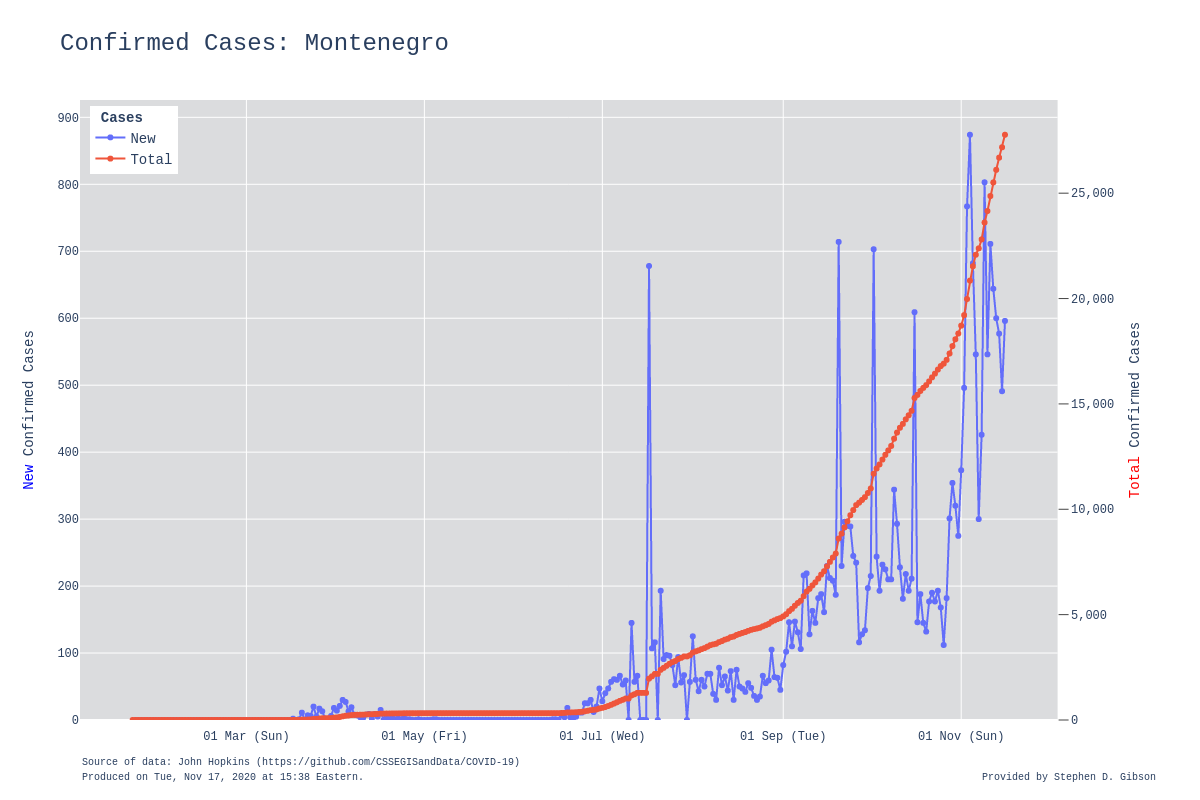 Confirmed Cases: Montenegro
Cases
New
Total
900
800
700
600
500
400
300
200
100
0
New Confirmed Cases
25,000
20,000
15,000
10,000
5,000
0
Total Confirmed Cases
01 Mar (Sun)
01 May (Fri)
01 Jul (Wed)
01 Sep (Tue)
01 Nov (Sun)
Source of data: John Hopkins (https://github.com/CSSEGISandData/COVID-19)
Produced on Tue, Nov 17, 2020 at 15:38 Eastern.
Provided by Stephen D. Gibson